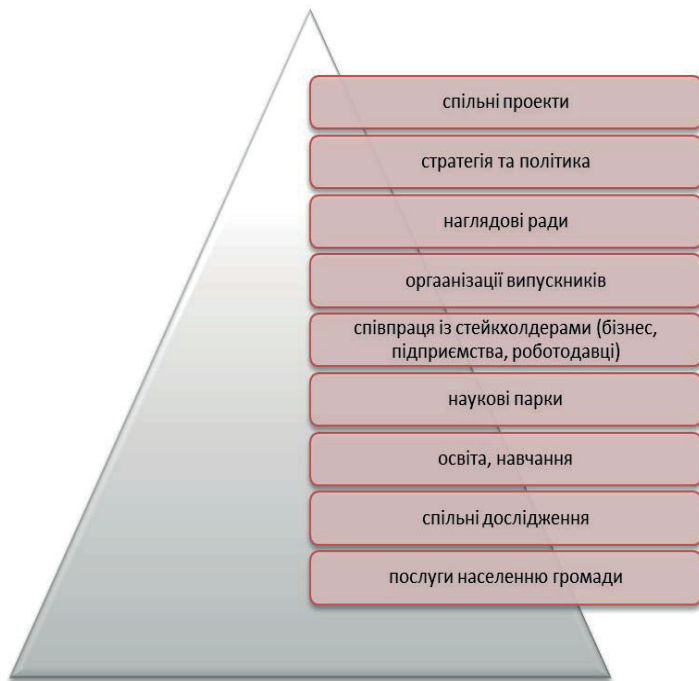 спільні проекти
стратегія та політика
наглядові ради
оргаанізації випускників
співпраця із стейкхолдерами (бізнес,
підприємства, роботодавці)
наукові парки
освіта, навчання
спільні дослідження
послуги населенню громади